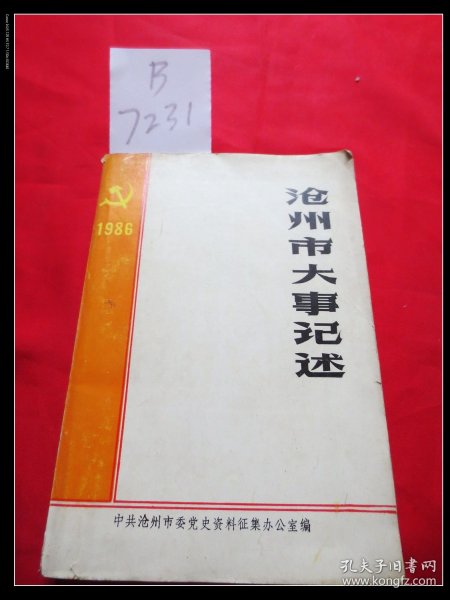 B
7231
1986
沧州市大事记述
中共沧州市委党史资料征集办公室编
孔夫子旧书网
www.kongfz.com